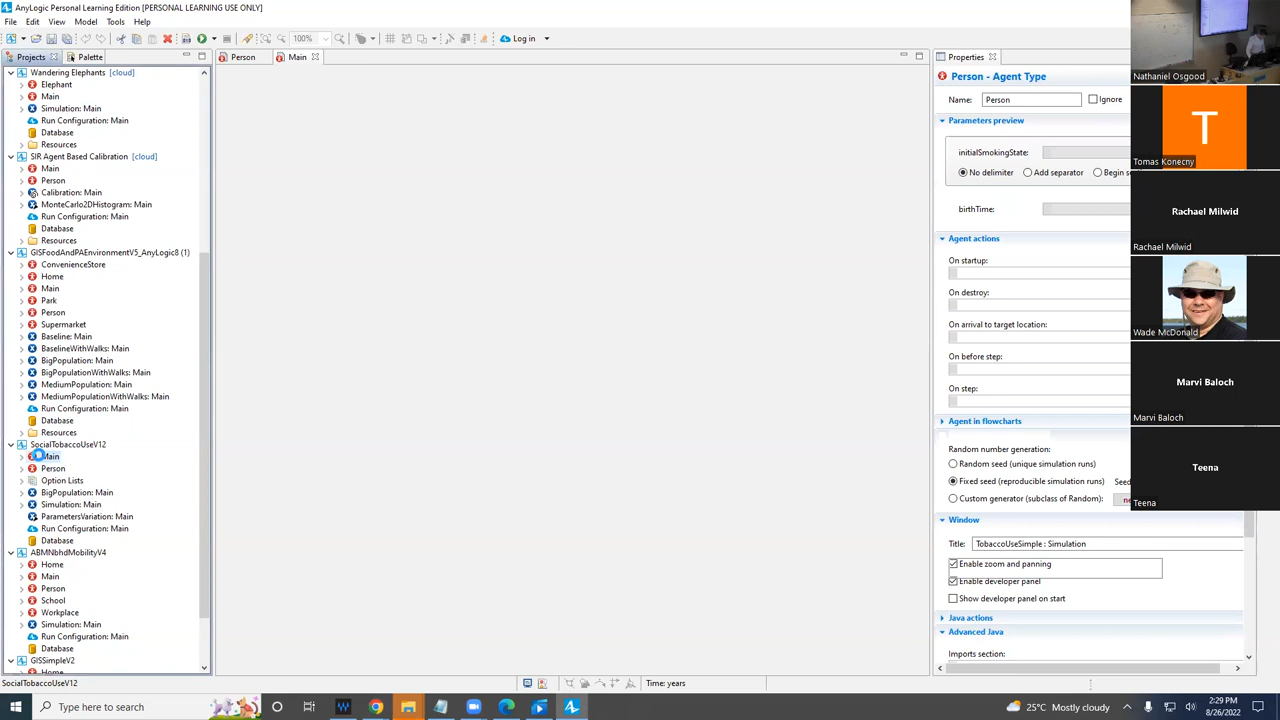 AnyLogic Personal Learning Edition [PERSONAL LEARNING USE ONLY]
File Edit View Model Tools Help
100% Log in
Projects Palette Person Main Properties
Wandering Elephants [cloud]
Elephant
Main
Simulation: Main
Run Configuration: Main
Database
Resources
SIR Agent Based Calibration [cloud]
Main
Person
Calibration: Main
MonteCarlo2DHistogram: Main
Run Configuration: Main
Database
Resources
GISFoodAndPAEnvironmentV5_AnyLogic8 (1)
ConvenienceStore
Home
Main
Park
Person
Supermarket
Baseline: Main
BaselineWithWalks: Main
BigPopulation: Main
BigPopulationWithWalks: Main
MediumPopulation: Main
MediumPopulationWithWalks: Main
Run Configuration: Main
Database
Resources
SocialTobaccoUseV12
Main
Person
Option Lists
BigPopulation: Main
Simulation: Main
ParametersVariation: Main
Run Configuration: Main
Database
ABMNbhdMobilityV4
Home
Main
Person
School
Workplace
Simulation: Main
Run Configuration: Main
Database
GISSimpleV2
Home
Person - Agent Type
Name: Person Ignore
Parameters preview
initialSmokingState:
No delimiter Add separator Begin
birthTime:
Agent actions
On startup:
On destroy:
On arrival to target location:
On before step:
On step:
Agent in flowcharts
Random number generation:
Random seed (unique simulation runs)
Fixed seed (reproducible simulation runs) Seed
Custom generator (subclass of Random):
Window
Title: TobaccoUseSimple : Simulation
Enable zoom and panning
Enable developer panel
Show developer panel on start
Java actions
Advanced Java
Imports section:
Nathaniel Osgood
T
Tomas Konecny
Rachael Milwid
Rachael Milwid
Wade McDonald
Marvi Baloch
Marvi Baloch
Teena
Teena
SocialTobaccoUseV12 Time: years
Type here to search
25°C Mostly cloudy
2:29 PM
8/26/2022